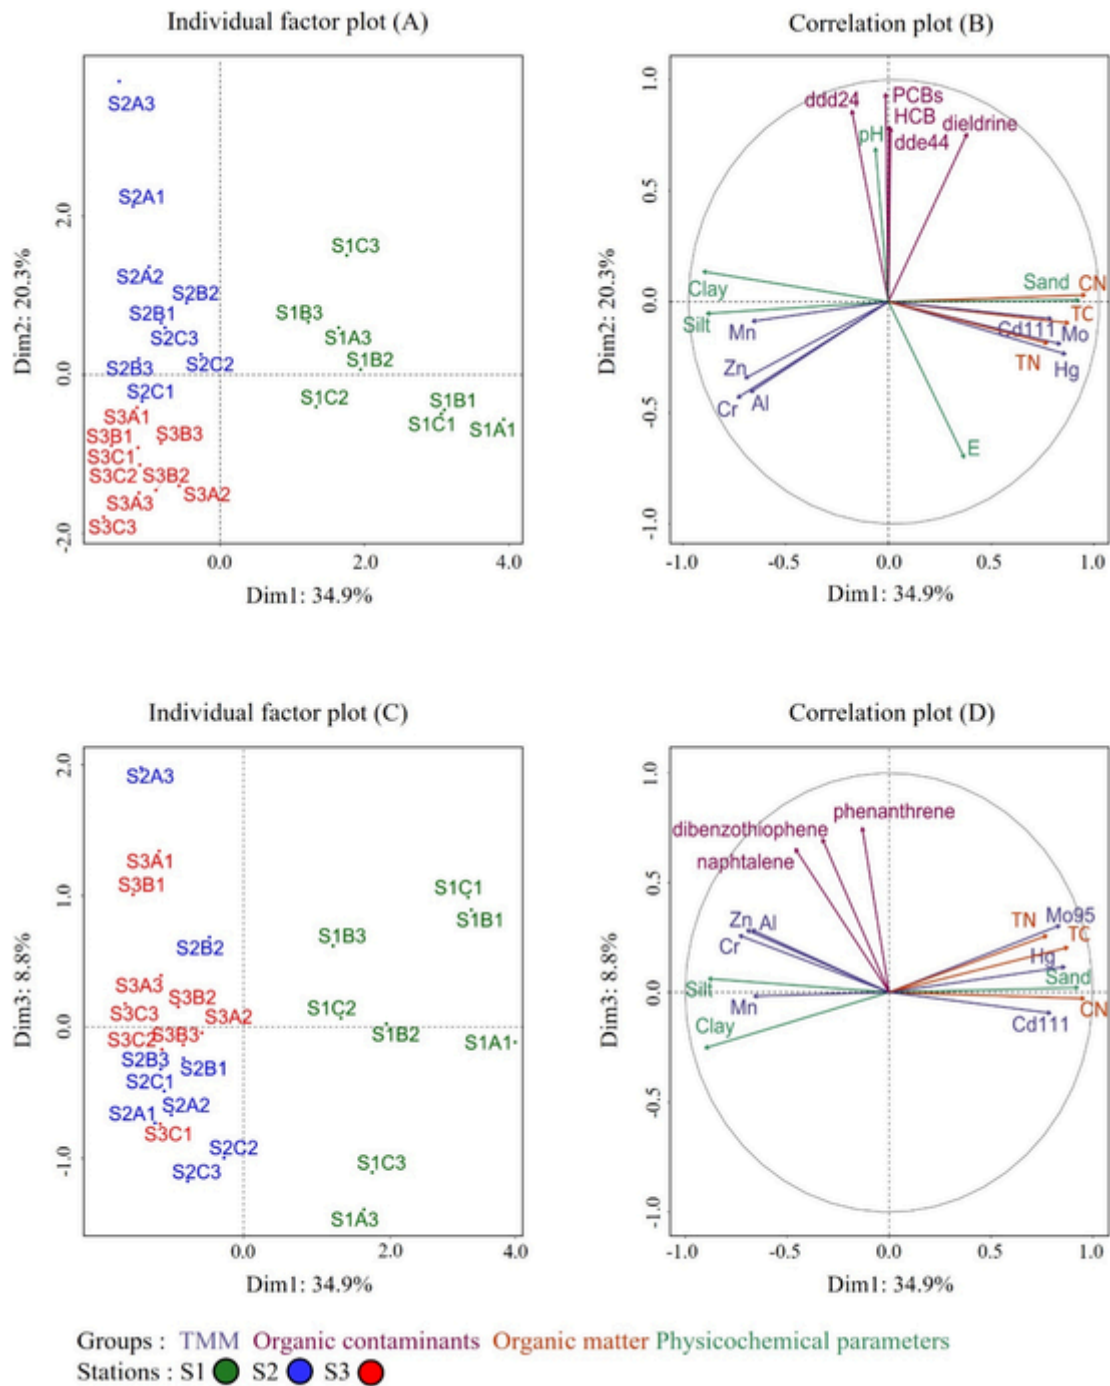 Individual factor plot (A)
Correlation plot (B)
S2A3
S2A1
S2A2
S2B2
S2B1
S2C3
S2B3
S2C2
S2C1
S1C3
S1B3
S1A3
S1B2
S1C2
S1B1
S1C1
S1A1
S3A1
S3B1
S3B3
S3C1
S3C2
S3B2
S3A3
S3A2
S3C3
2.0
0.0
-2.0
Dim2: 20.3%
0.0
2.0
4.0
Dim1: 34.9%
ddd24
PCBs
HCB
dde44
dieldrine
pH
Clay
Silt
Mn
Zn
Cr
Al
Sand
CN
TC
Cd111
Mo
TN
Hg
E
1.0
0.5
0.0
-0.5
-1.0
Dim2: 20.3%
-1.0
-0.5
0.0
0.5
1.0
Dim1: 34.9%
Individual factor plot (C)
Correlation plot (D)
S2A3
S3A1
S3B1
S2B2
S3A3
S3B2
S3C3
S3A2
S3C2
S3B3
S2B3
S2B1
S2C1
S2A2
S2A1
S3C1
S2C2
S2C3
S1C1
S1B1
S1B3
S1C2
S1B2
S1A1
S1C3
S1A3
2.0
1.0
0.0
-1.0
Dim3: 8.8%
0.0
2.0
4.0
Dim1: 34.9%
phenanthrene
dibenzothiophene
naphtalene
Zn
Al
Cr
Silt
Mn
Clay
TN
Mo95
TC
Hg
Sand
CN
Cd111
1.0
0.5
0.0
-0.5
-1.0
Dim3: 8.8%
-1.0
-0.5
0.0
0.5
1.0
Dim1: 34.9%
Groups : TMM Organic contaminants Organic matter Physicochemical parameters
Stations : S1 S2 S3